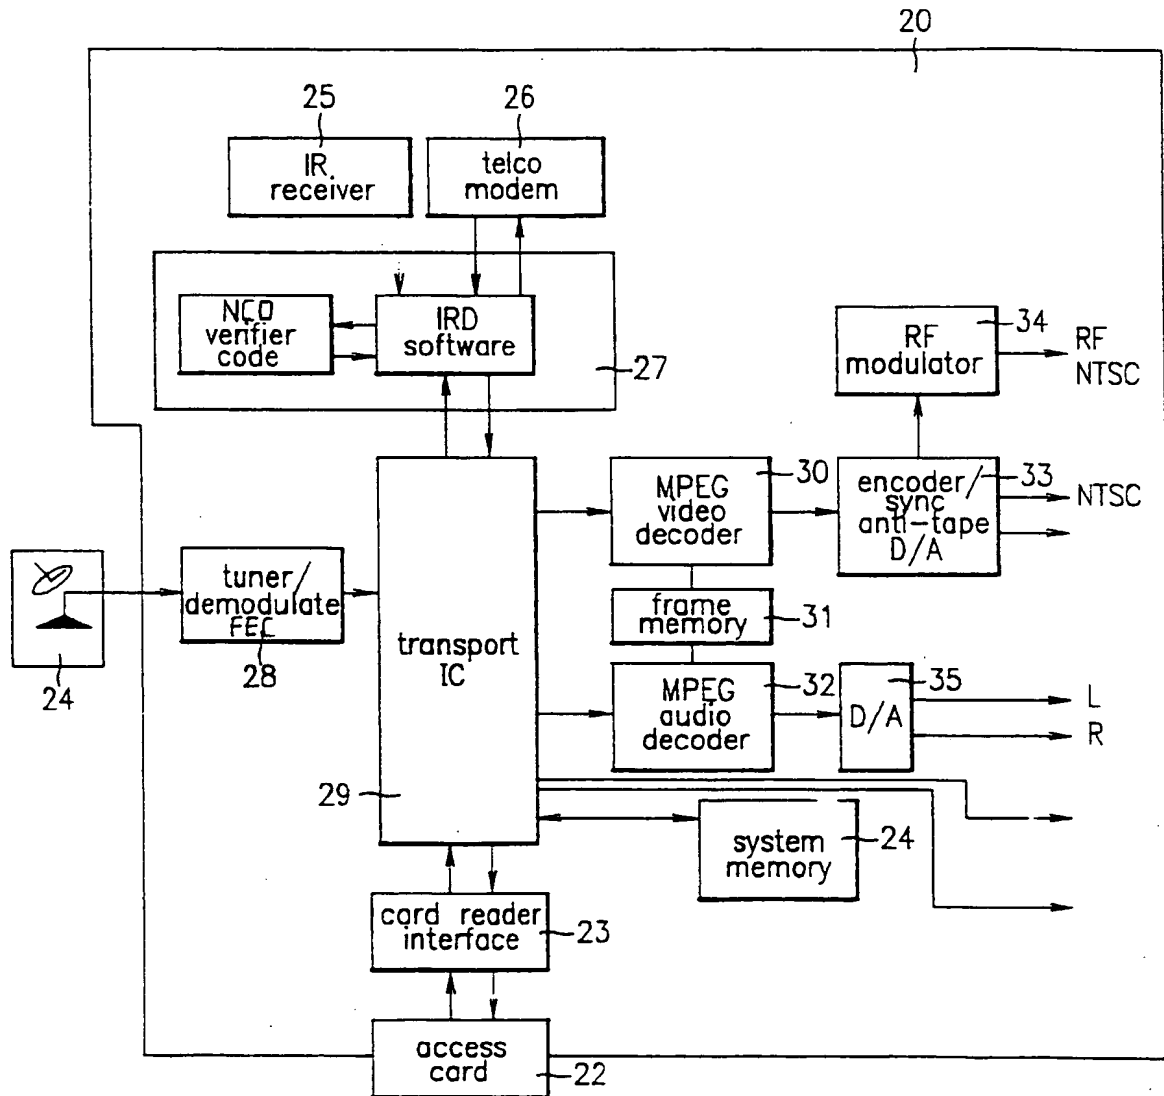 20
25
26
IR
receiver
telco
modem
NCD
verifier
code
IRD
software
27
RF
modulator
34
RF
NTSC
MPEG
video
decoder
30
encoder/
sync
anti-tape
D/A
33
NTSC
tuner/
demodulate
FEC
28
24
transport
IC
29
frame
memory
31
MPEG
audio
decoder
32
D/A
35
L
R
system
memory
24
card reader
interface
23
access
card
22